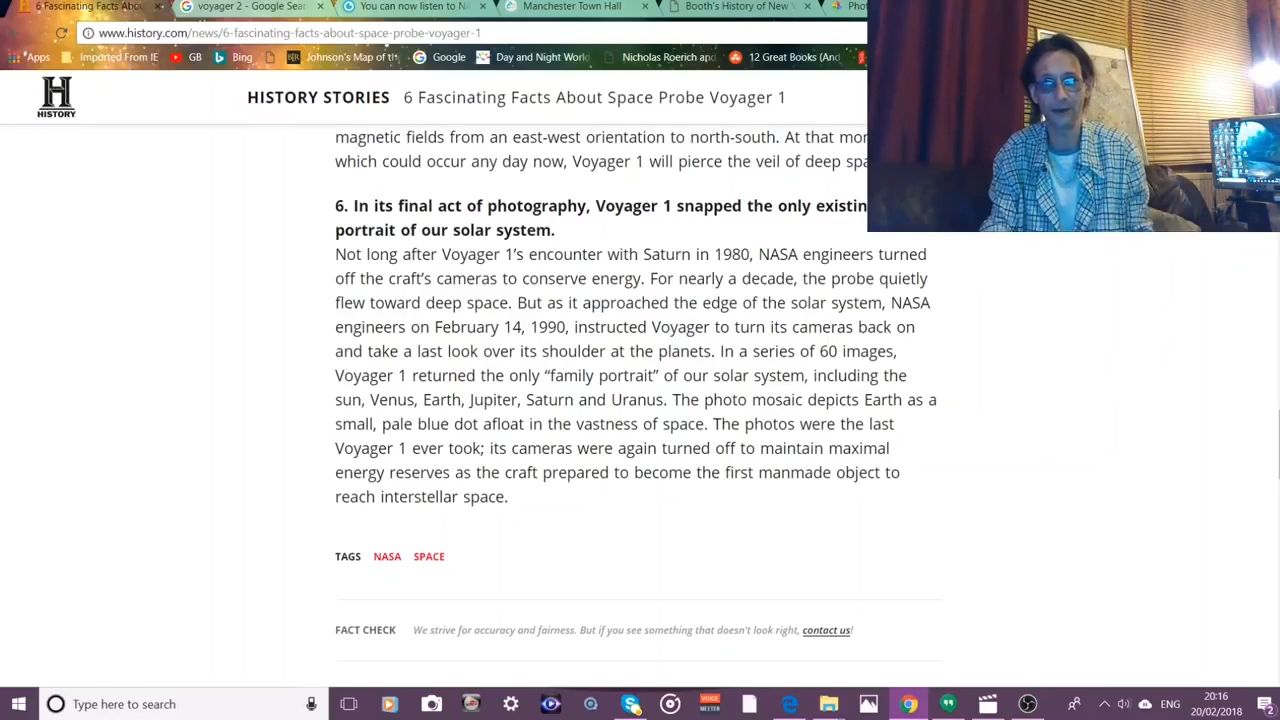 6 Fascinating Facts Abou
voyager 2 - Google Sear
You can now listen to NA
Manchester Town Hall
Booth's History of New
Phot
www.history.com/news/6-fascinating-facts-about-space-probe-voyager-1
Apps
Imported From IE
GB
Bing
Johnson's Map of th
Google
Day and Night World
Nicholas Roerich and
12 Great Books (And
H
HISTORY
HISTORY STORIES 6 Fascinating Facts About Space Probe Voyager 1
magnetic fields from an east-west orientation to north-south. At that mom
which could occur any day now, Voyager 1 will pierce the veil of deep spa
6. In its final act of photography, Voyager 1 snapped the only existin
portrait of our solar system.
Not long after Voyager 1’s encounter with Saturn in 1980, NASA engineers turned
off the craft’s cameras to conserve energy. For nearly a decade, the probe quietly
flew toward deep space. But as it approached the edge of the solar system, NASA
engineers on February 14, 1990, instructed Voyager to turn its cameras back on
and take a last look over its shoulder at the planets. In a series of 60 images,
Voyager 1 returned the only “family portrait” of our solar system, including the
sun, Venus, Earth, Jupiter, Saturn and Uranus. The photo mosaic depicts Earth as a
small, pale blue dot afloat in the vastness of space. The photos were the last
Voyager 1 ever took; its cameras were again turned off to maintain maximal
energy reserves as the craft prepared to become the first manmade object to
reach interstellar space.
TAGS NASA SPACE
FACT CHECK We strive for accuracy and fairness. But if you see something that doesn't look right, contact us!
Type here to search
VOICE
MEETER
ENG
20:16
20/02/2018
2